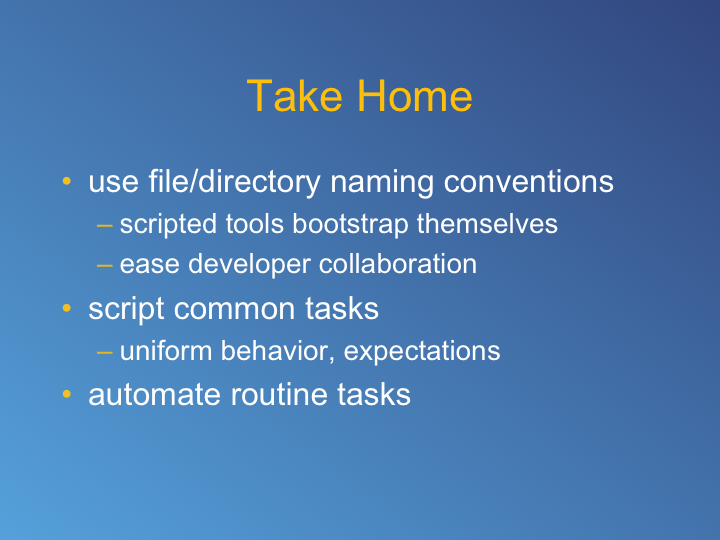 Take Home
• use file/directory naming conventions
– scripted tools bootstrap themselves
– ease developer collaboration
• script common tasks
– uniform behavior, expectations
• automate routine tasks